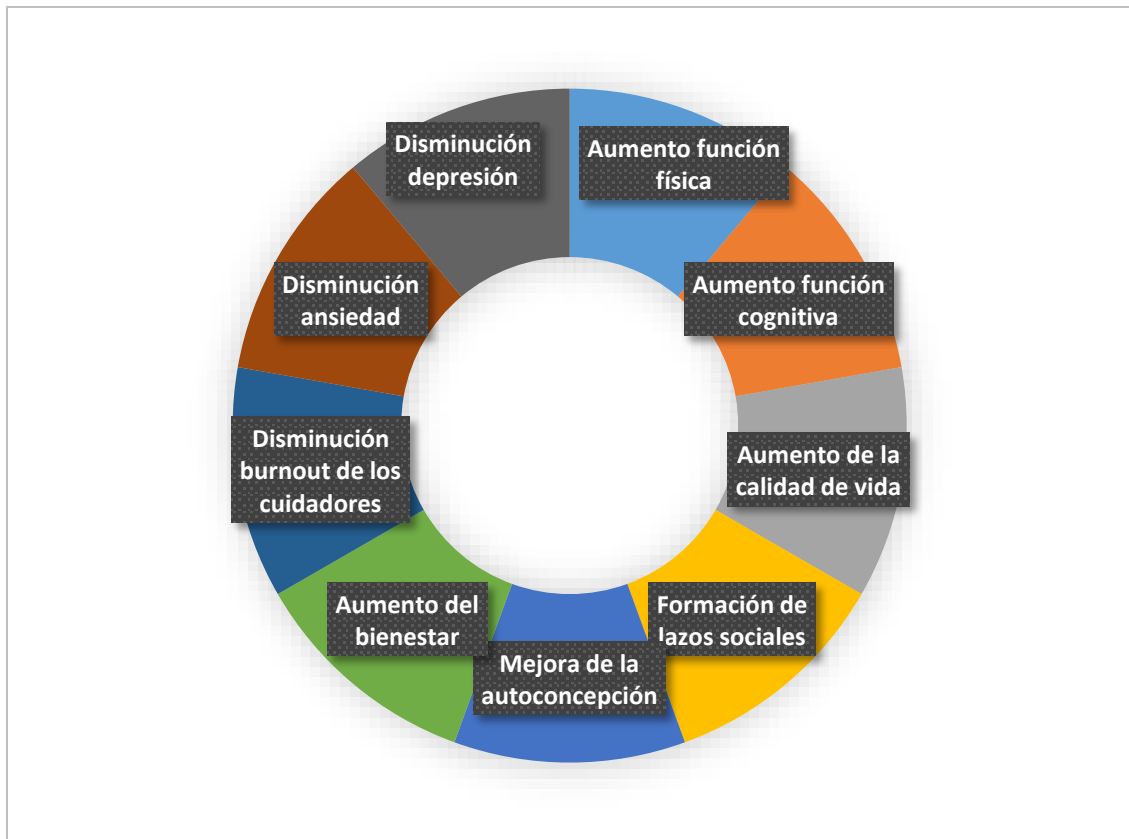 Disminución
depresión
Aumento función
física
Disminución
ansiedad
Aumento función
cognitiva
Disminución
burnout de los
cuidadores
Aumento de la
calidad de vida
Aumento del
bienestar
Formación de
lazos sociales
Mejora de la
autoconcepción